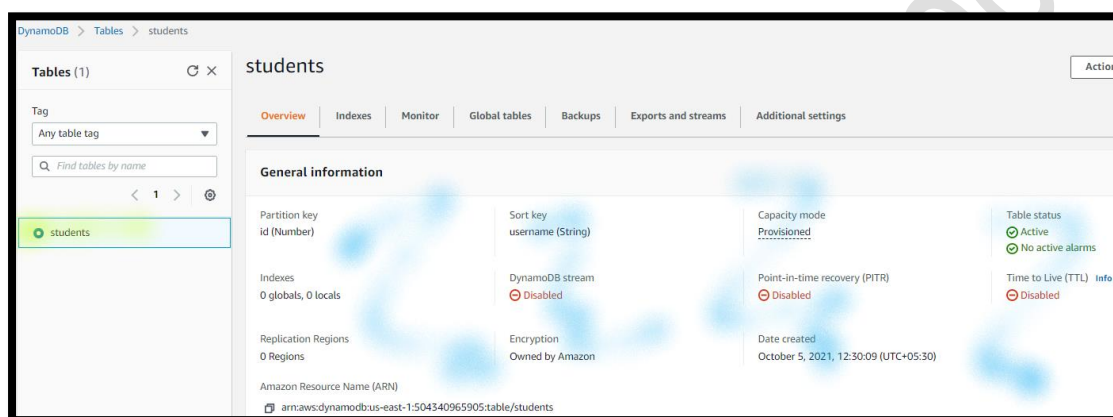 DynamoDB > Tables > students
Tables (1)
Tag
Any table tag
Find tables by name
< 1 >
students
students
Overview Indexes Monitor Global tables Backups Exports and streams Additional settings
General information
Partition key Sort key Capacity mode Table status
id (Number) username (String) Provisioned Active
No active alarms
Indexes DynamoDB stream Point-in-time recovery (PITR) Time to Live (TTL) Info
0 globals, 0 locals Disabled Disabled Disabled
Replication Regions Encryption Date created
0 Regions Owned by Amazon October 5, 2021, 12:30:09 (UTC+05:30)
Amazon Resource Name (ARN)
arn:aws:dynamodb:us-east-1:504340965905:table/students